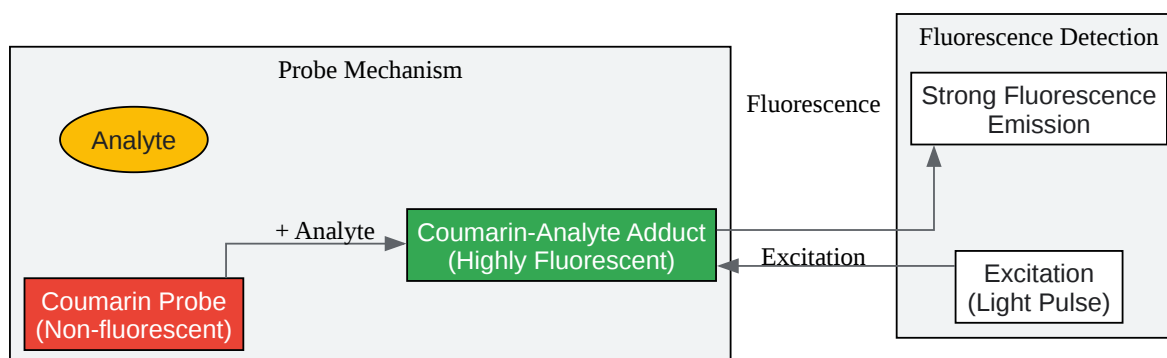 Probe Mechanism
Analyte
+ Analyte
Coumarin Probe
(Non-fluorescent)
Coumarin-Analyte Adduct
(Highly Fluorescent)
Fluorescence
Excitation
Fluorescence Detection
Strong Fluorescence
Emission
Excitation
(Light Pulse)